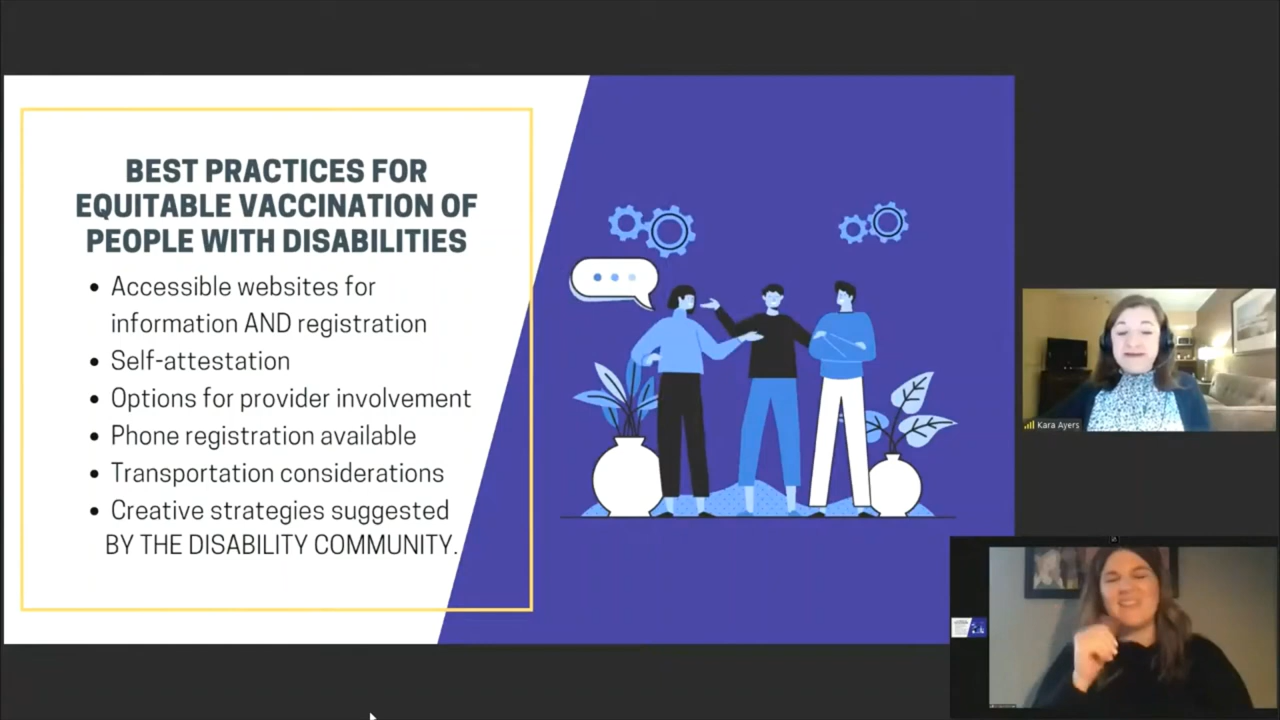 BEST PRACTICES FOR
EQUITABLE VACCINATION OF
PEOPLE WITH DISABILITIES
• Accessible websites for
information AND registration
• Self-attestation
• Options for provider involvement
• Phone registration available
• Transportation considerations
• Creative strategies suggested
BY THE DISABILITY COMMUNITY.
Kara Ayers